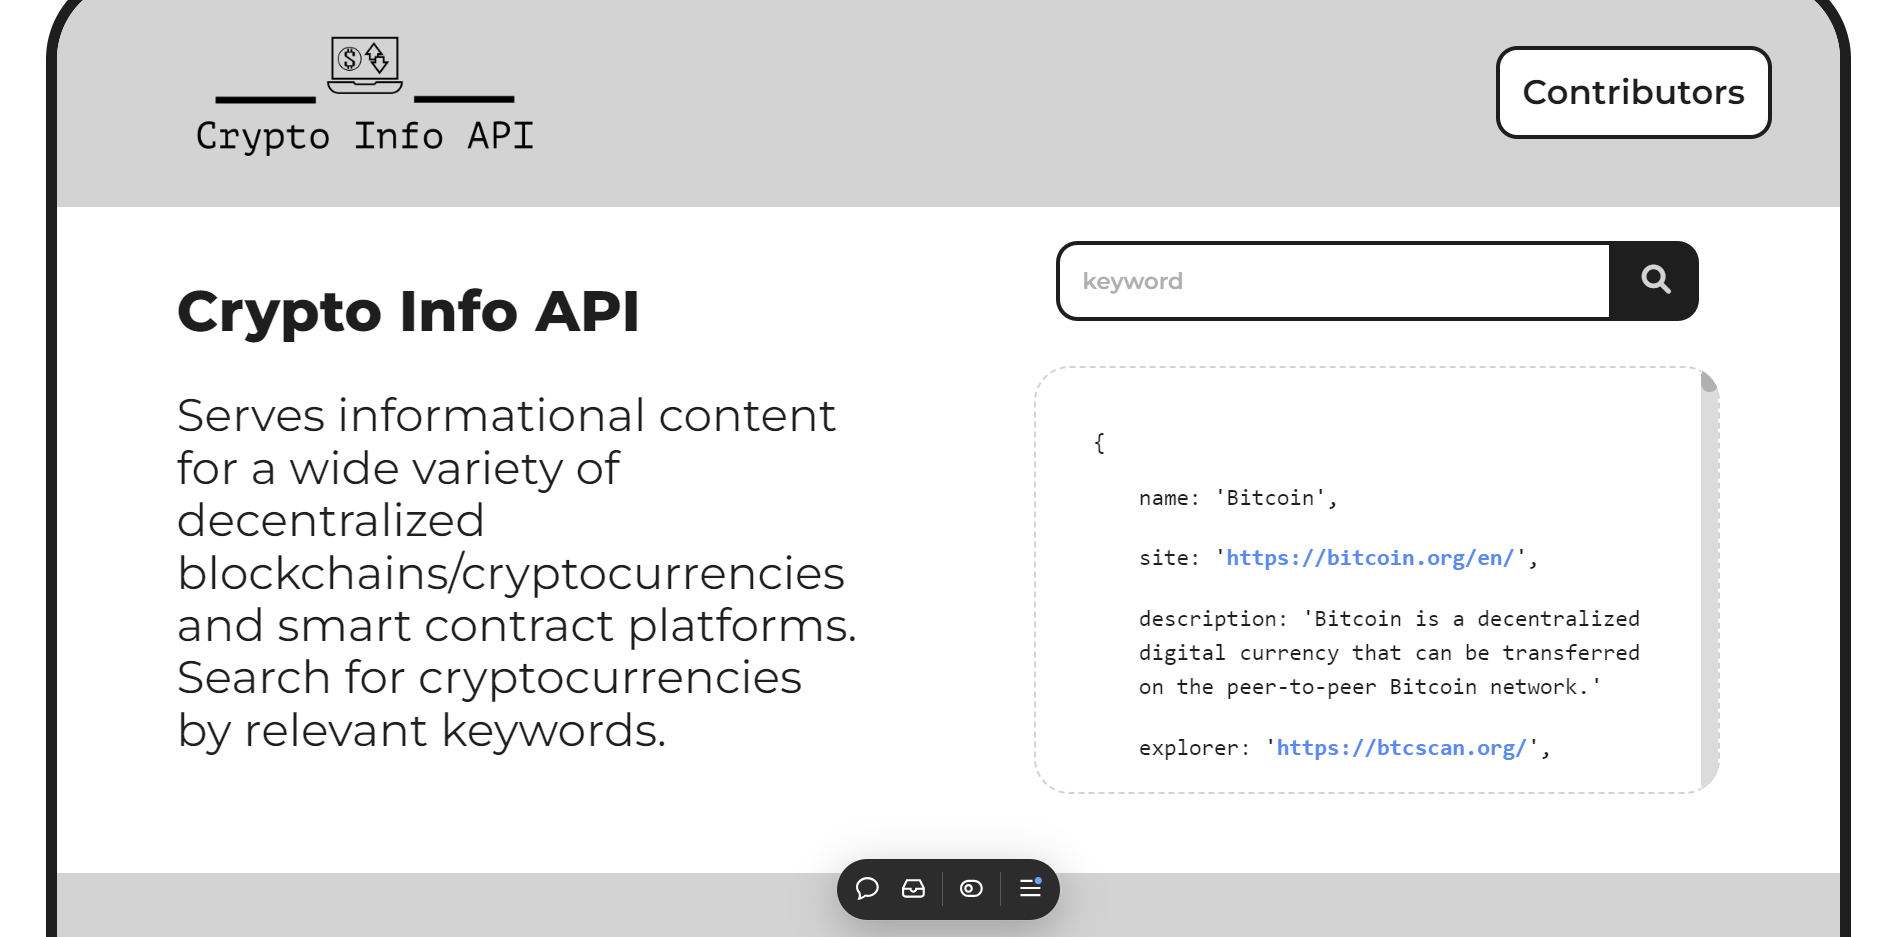 Crypto Info API
Contributors
Crypto Info API
Serves informational content
for a wide variety of
decentralized
blockchains/cryptocurrencies
and smart contract platforms.
Search for cryptocurrencies
by relevant keywords.
keyword
{
name: 'Bitcoin',
site: 'https://bitcoin.org/en/',
description: 'Bitcoin is a decentralized
digital currency that can be transferred
on the peer-to-peer Bitcoin network.'
explorer: 'https://btcscan.org/',